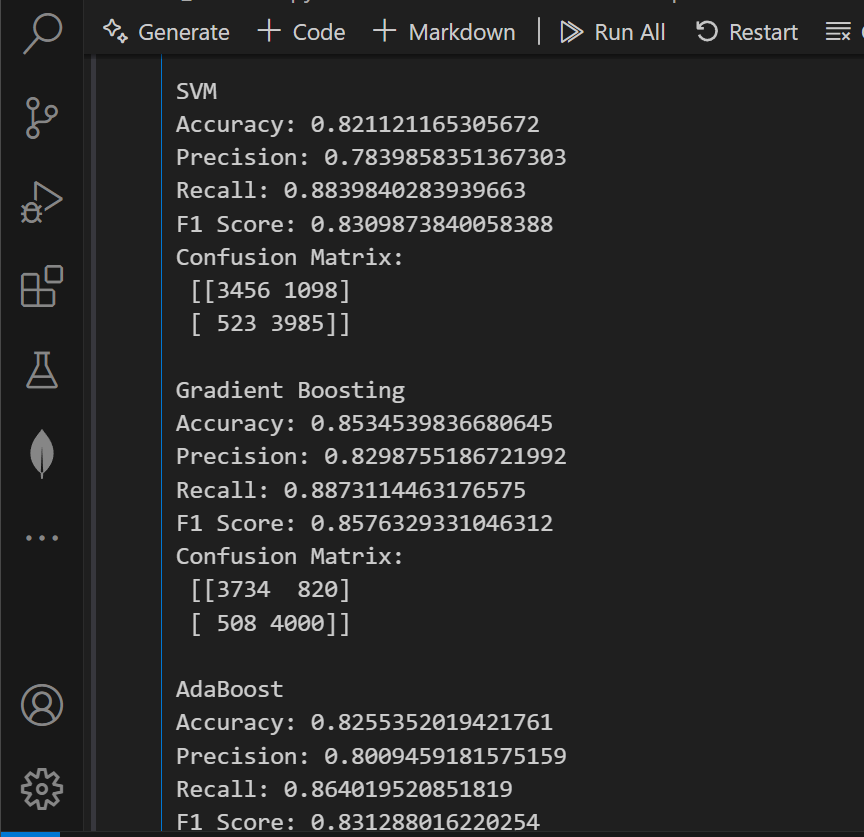 Generate + Code + Markdown | Run All Restart
SVM
Accuracy: 0.821121165305672
Precision: 0.7839858351367303
Recall: 0.8839840283939663
F1 Score: 0.8309873840058388
Confusion Matrix:
[[3456 1098]
[ 523 3985]]
Gradient Boosting
Accuracy: 0.8534539836680645
Precision: 0.8298755186721992
Recall: 0.8873114463176575
F1 Score: 0.8576329331046312
Confusion Matrix:
[[3734  820]
[ 508 4000]]
AdaBoost
Accuracy: 0.8255352019421761
Precision: 0.8009459181575159
Recall: 0.864019520851819
F1 Score: 0.831288016220254